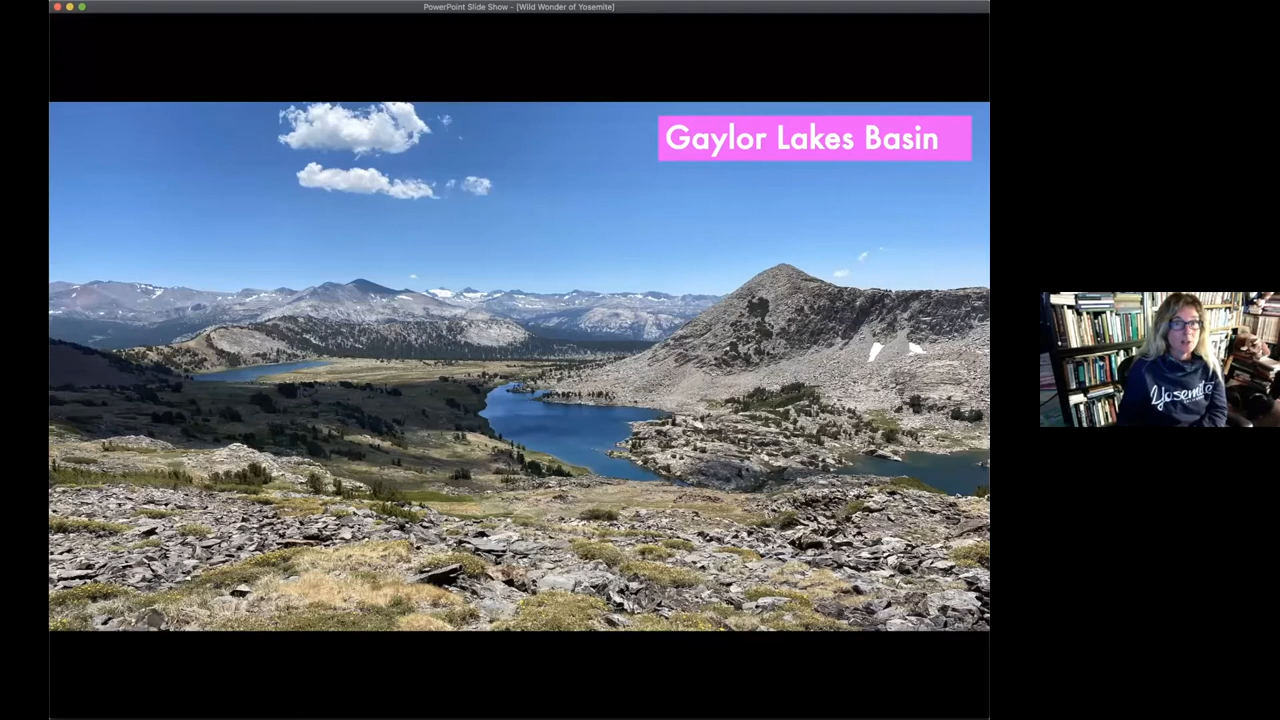 PowerPoint Slide Show - [Wild Wonder of Yosemite]
Gaylor Lakes Basin
Yosemite